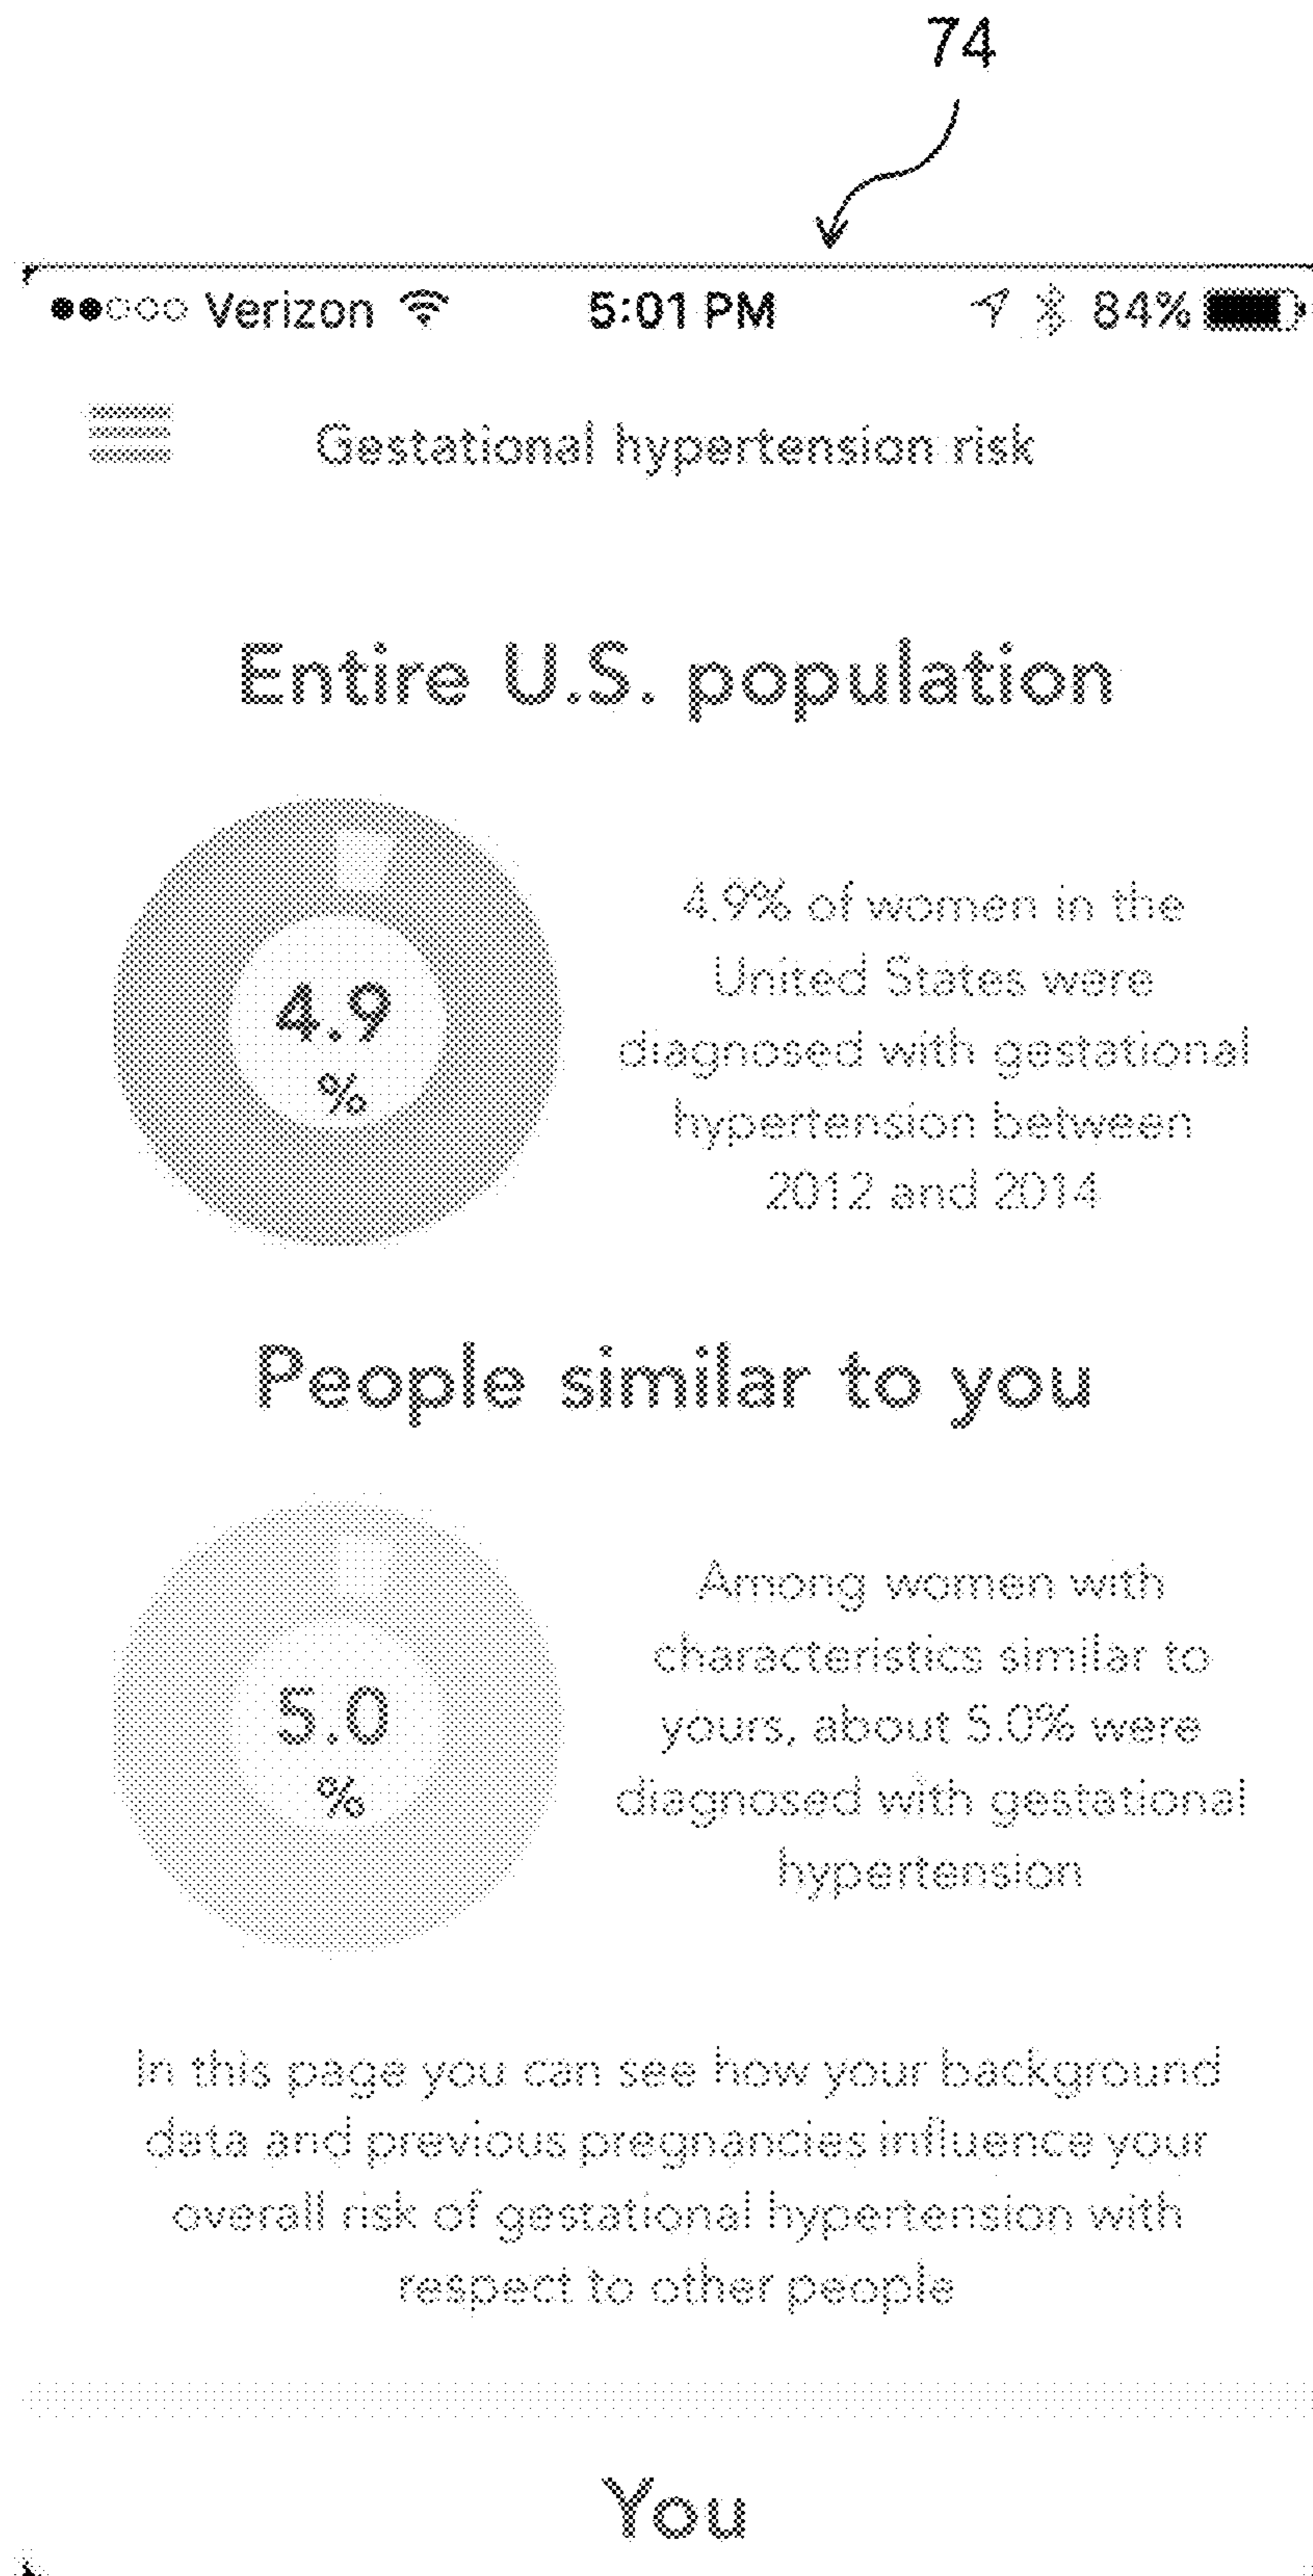 74
Verizon 5:01 PM 84%
Gestational hypertension risk
Entire U.S. population
4.9
%
4.9% of women in the
United States were
diagnosed with gestational
hypertension between
2012 and 2014
People similar to you
5.0
%
Among women with
characteristics similar to
yours, about 5.0% were
diagnosed with gestational
hypertension
In this page you can see how your background
data and previous pregnancies influence your
overall risk of gestational hypertension with
respect to other people
You